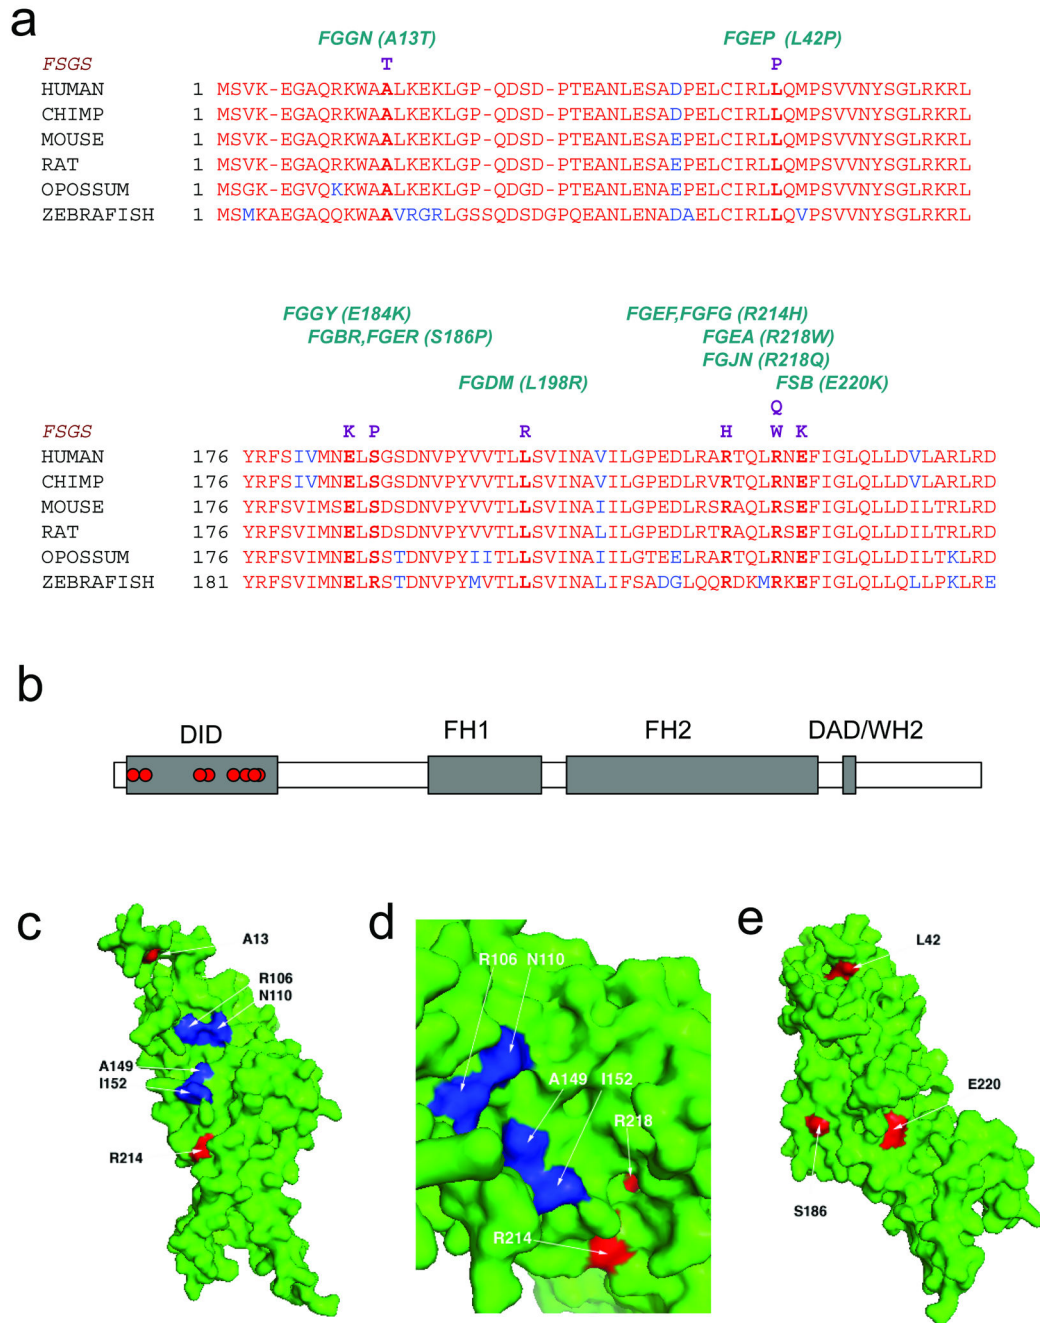 a
FGGN (A13T) FGEP (L42P)
FSGS T P
HUMAN 1 MSVK-EGAQRKWAALKEKLGP-QDSD-PTEANLESADPELCIRLLQMPSVVNYSGLRKRL
CHIMP 1 MSVK-EGAQRKWAALKEKLGP-QDSD-PTEANLESADPELCIRLLQMPSVVNYSGLRKRL
MOUSE 1 MSVK-EGAQRKWAALKEKLGP-QDSD-PTEANLESAEPELCIRLLQMPSVVNYSGLRKRL
RAT 1 MSVK-EGAQRKWAALKEKLGP-QDSD-PTEANLESAEPELCIRLLQMPSVVNYSGLRKRL
OPOSSUM 1 MSGK-EGVQKKWAALKEKLGP-QDGD-PTEANLENAEPELCIRLLQMPSVVNYSGLRKRL
ZEBRAFISH 1 MSMKAEGAQQKWAAVRGRLGSSQDSDGPQEANLENADAELCIRLLQVPSVVNYSGLRKRL
FGGY (E184K) FGEF,FGFG (R214H)
FGBR,FGER (S186P) FGEA (R218W)
FGJN (R218Q)
FGDM (L198R) FSB (E220K)
Q
FSGS K P R H W K
HUMAN 176 YRFSIVMNELSGSDNVPYVVTLLSVINAVILGPEDLRARTQLRNEFIGLQLLDVLARLRD
CHIMP 176 YRFSIVMNELSGSDNVPYVVTLLSVINAVILGPEDLRVRTQLRNEFIGLQLLDVLARLRD
MOUSE 176 YRFSVIMSELSDSDNVPYVVTLLSVINAIILGPEDLRSRAQLRSEFIGLQLLDILTRLRD
RAT 176 YRFSVIMSELSDSDNVPYVVTLLSVINALILGPEDLRTRAQLRSEFIGLQLLDILTRLRD
OPOSSUM 176 YRFSVIMNELSSTDNVPYIITLLSVINAIILGTEELRARTQLRNEFIGLQLLDILTKLRD
ZEBRAFISH 181 YRFSVIMNELRSTDNVPYMVTLLSVINALIFSADGLQQRDKMRKEFIGLQLLQLLPKLRE
b
DID FH1 FH2 DAD/WH2
c
A13
R106
N110
A149
I152
R214
d
R106 N110
A149 I152
R218
R214
e
L42
E220
S186